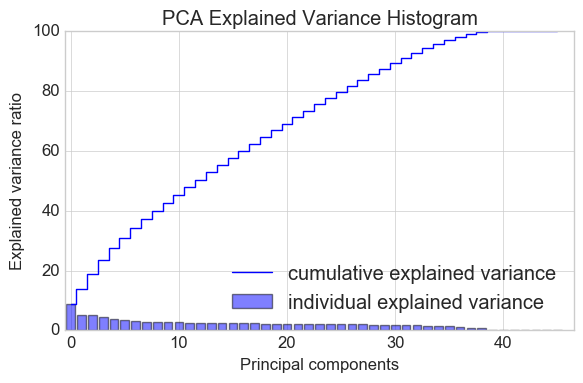 PCA Explained Variance Histogram
100
80
60
40
20
0
Explained variance ratio
cumulative explained variance
individual explained variance
0 10 20 30 40
Principal components